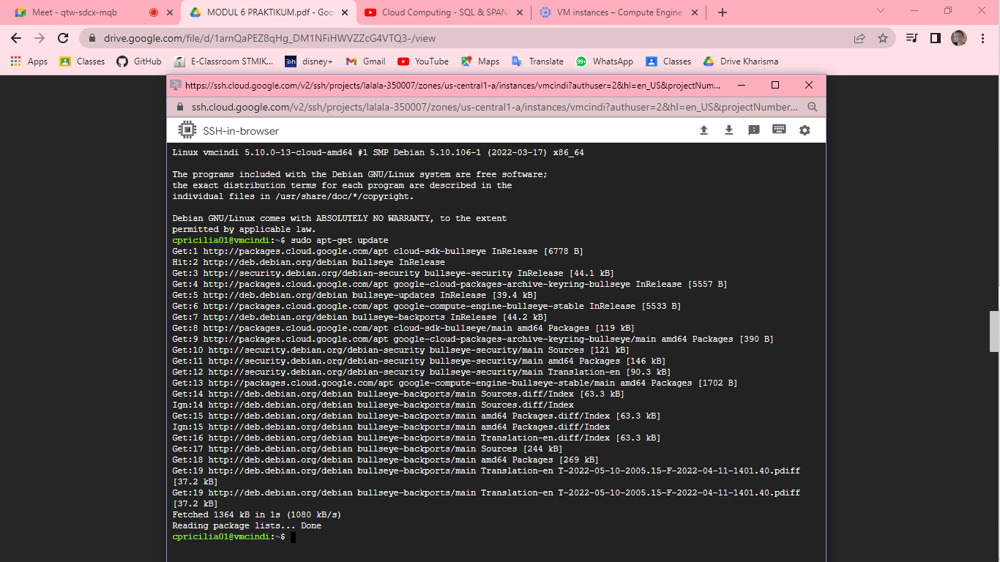 Meet - qtw-sdcx-mqb
MODUL 6 PRAKTIKUM.pdf - Goo
Cloud Computing - SQL & SPAN
VM instances – Compute Engine
drive.google.com/file/d/1arnQaPEZ8qHg_DM1NFiHWVZZcG4VTQ3-/view
Apps
Classes
GitHub
E-Classroom STMIK...
disney+
Gmail
YouTube
Maps
Translate
99+
WhatsApp
Classes
Drive Kharisma
https://ssh.cloud.google.com/v2/ssh/projects/lalala-350007/zones/us-central1-a/instances/vmcindi?authuser=2&hl=en_US&projectNum...
ssh.cloud.google.com/v2/ssh/projects/lalala-350007/zones/us-central1-a/instances/vmcindi?authuser=2&hl=en_US&projectNumber...
SSH-in-browser
Linux vmcindi 5.10.0-13-cloud-amd64 #1 SMP Debian 5.10.106-1 (2022-03-17) x86_64
The programs included with the Debian GNU/Linux system are free software;
the exact distribution terms for each program are described in the
individual files in /usr/share/doc/*/copyright.
Debian GNU/Linux comes with ABSOLUTELY NO WARRANTY, to the extent
permitted by applicable law.
cpricilia01@vmcindi:~$ sudo apt-get update
Get:1 http://packages.cloud.google.com/apt cloud-sdk-bullseye InRelease [6778 B]
Hit:2 http://deb.debian.org/debian bullseye InRelease
Get:3 http://security.debian.org/debian-security bullseye-security InRelease [44.1 kB]
Get:4 http://packages.cloud.google.com/apt google-cloud-packages-archive-keyring-bullseye InRelease [5557 B]
Get:5 http://deb.debian.org/debian bullseye-updates InRelease [39.4 kB]
Get:6 http://packages.cloud.google.com/apt google-compute-engine-bullseye-stable InRelease [5533 B]
Get:7 http://deb.debian.org/debian bullseye-backports InRelease [44.2 kB]
Get:8 http://packages.cloud.google.com/apt cloud-sdk-bullseye/main amd64 Packages [119 kB]
Get:9 http://packages.cloud.google.com/apt google-cloud-packages-archive-keyring-bullseye/main amd64 Packages [390 B]
Get:10 http://security.debian.org/debian-security bullseye-security/main Sources [121 kB]
Get:11 http://security.debian.org/debian-security bullseye-security/main amd64 Packages [146 kB]
Get:12 http://security.debian.org/debian-security bullseye-security/main Translation-en [90.3 kB]
Get:13 http://packages.cloud.google.com/apt google-compute-engine-bullseye-stable/main amd64 Packages [1702 B]
Get:14 http://deb.debian.org/debian bullseye-backports/main Sources.diff/Index [63.3 kB]
Ign:14 http://deb.debian.org/debian bullseye-backports/main Sources.diff/Index
Get:15 http://deb.debian.org/debian bullseye-backports/main amd64 Packages.diff/Index [63.3 kB]
Ign:15 http://deb.debian.org/debian bullseye-backports/main amd64 Packages.diff/Index
Get:16 http://deb.debian.org/debian bullseye-backports/main Translation-en.diff/Index [63.3 kB]
Get:17 http://deb.debian.org/debian bullseye-backports/main Sources [244 kB]
Get:18 http://deb.debian.org/debian bullseye-backports/main amd64 Packages [269 kB]
Get:19 http://deb.debian.org/debian bullseye-backports/main Translation-en T-2022-05-10-2005.15-F-2022-04-11-1401.40.pdiff
[37.2 kB]
Get:19 http://deb.debian.org/debian bullseye-backports/main Translation-en T-2022-05-10-2005.15-F-2022-04-11-1401.40.pdiff
[37.2 kB]
Fetched 1364 kB in 1s (1080 kB/s)
Reading package lists... Done
cpricilia01@vmcindi:~$